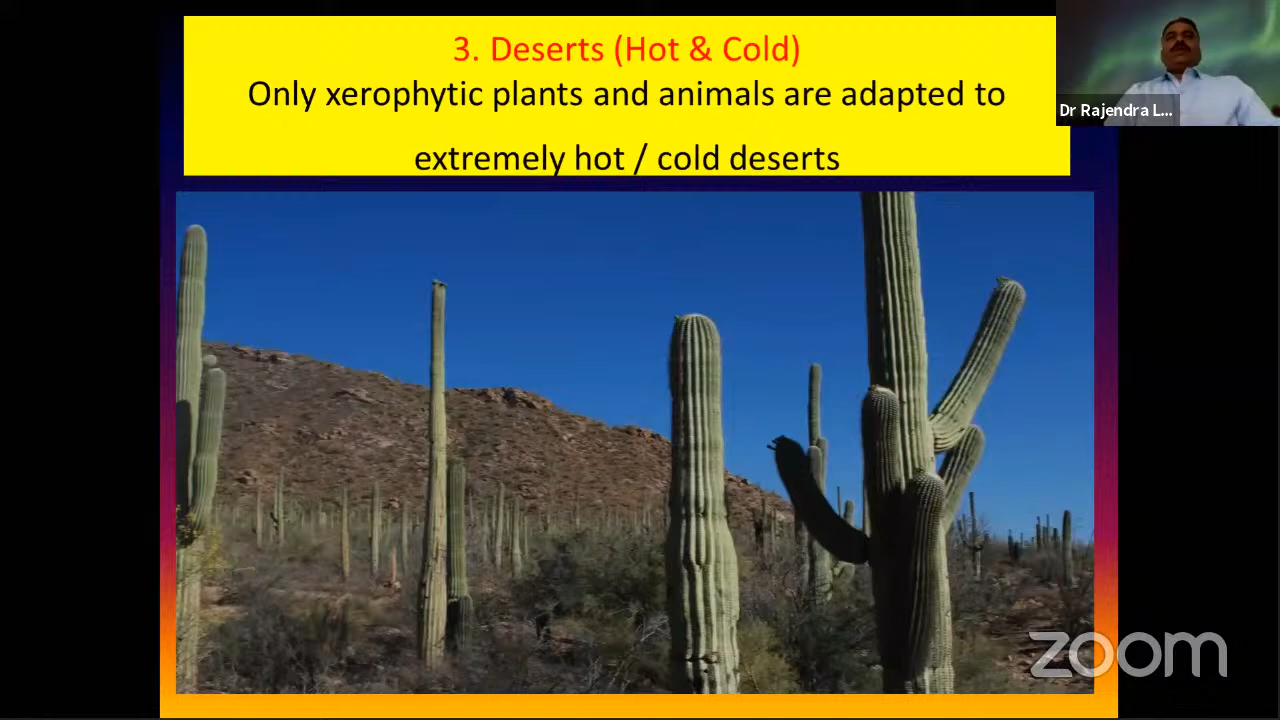 3. Deserts (Hot & Cold)
Only xerophytic plants and animals are adapted to
extremely hot / cold deserts
Dr Rajendra L...
zoom